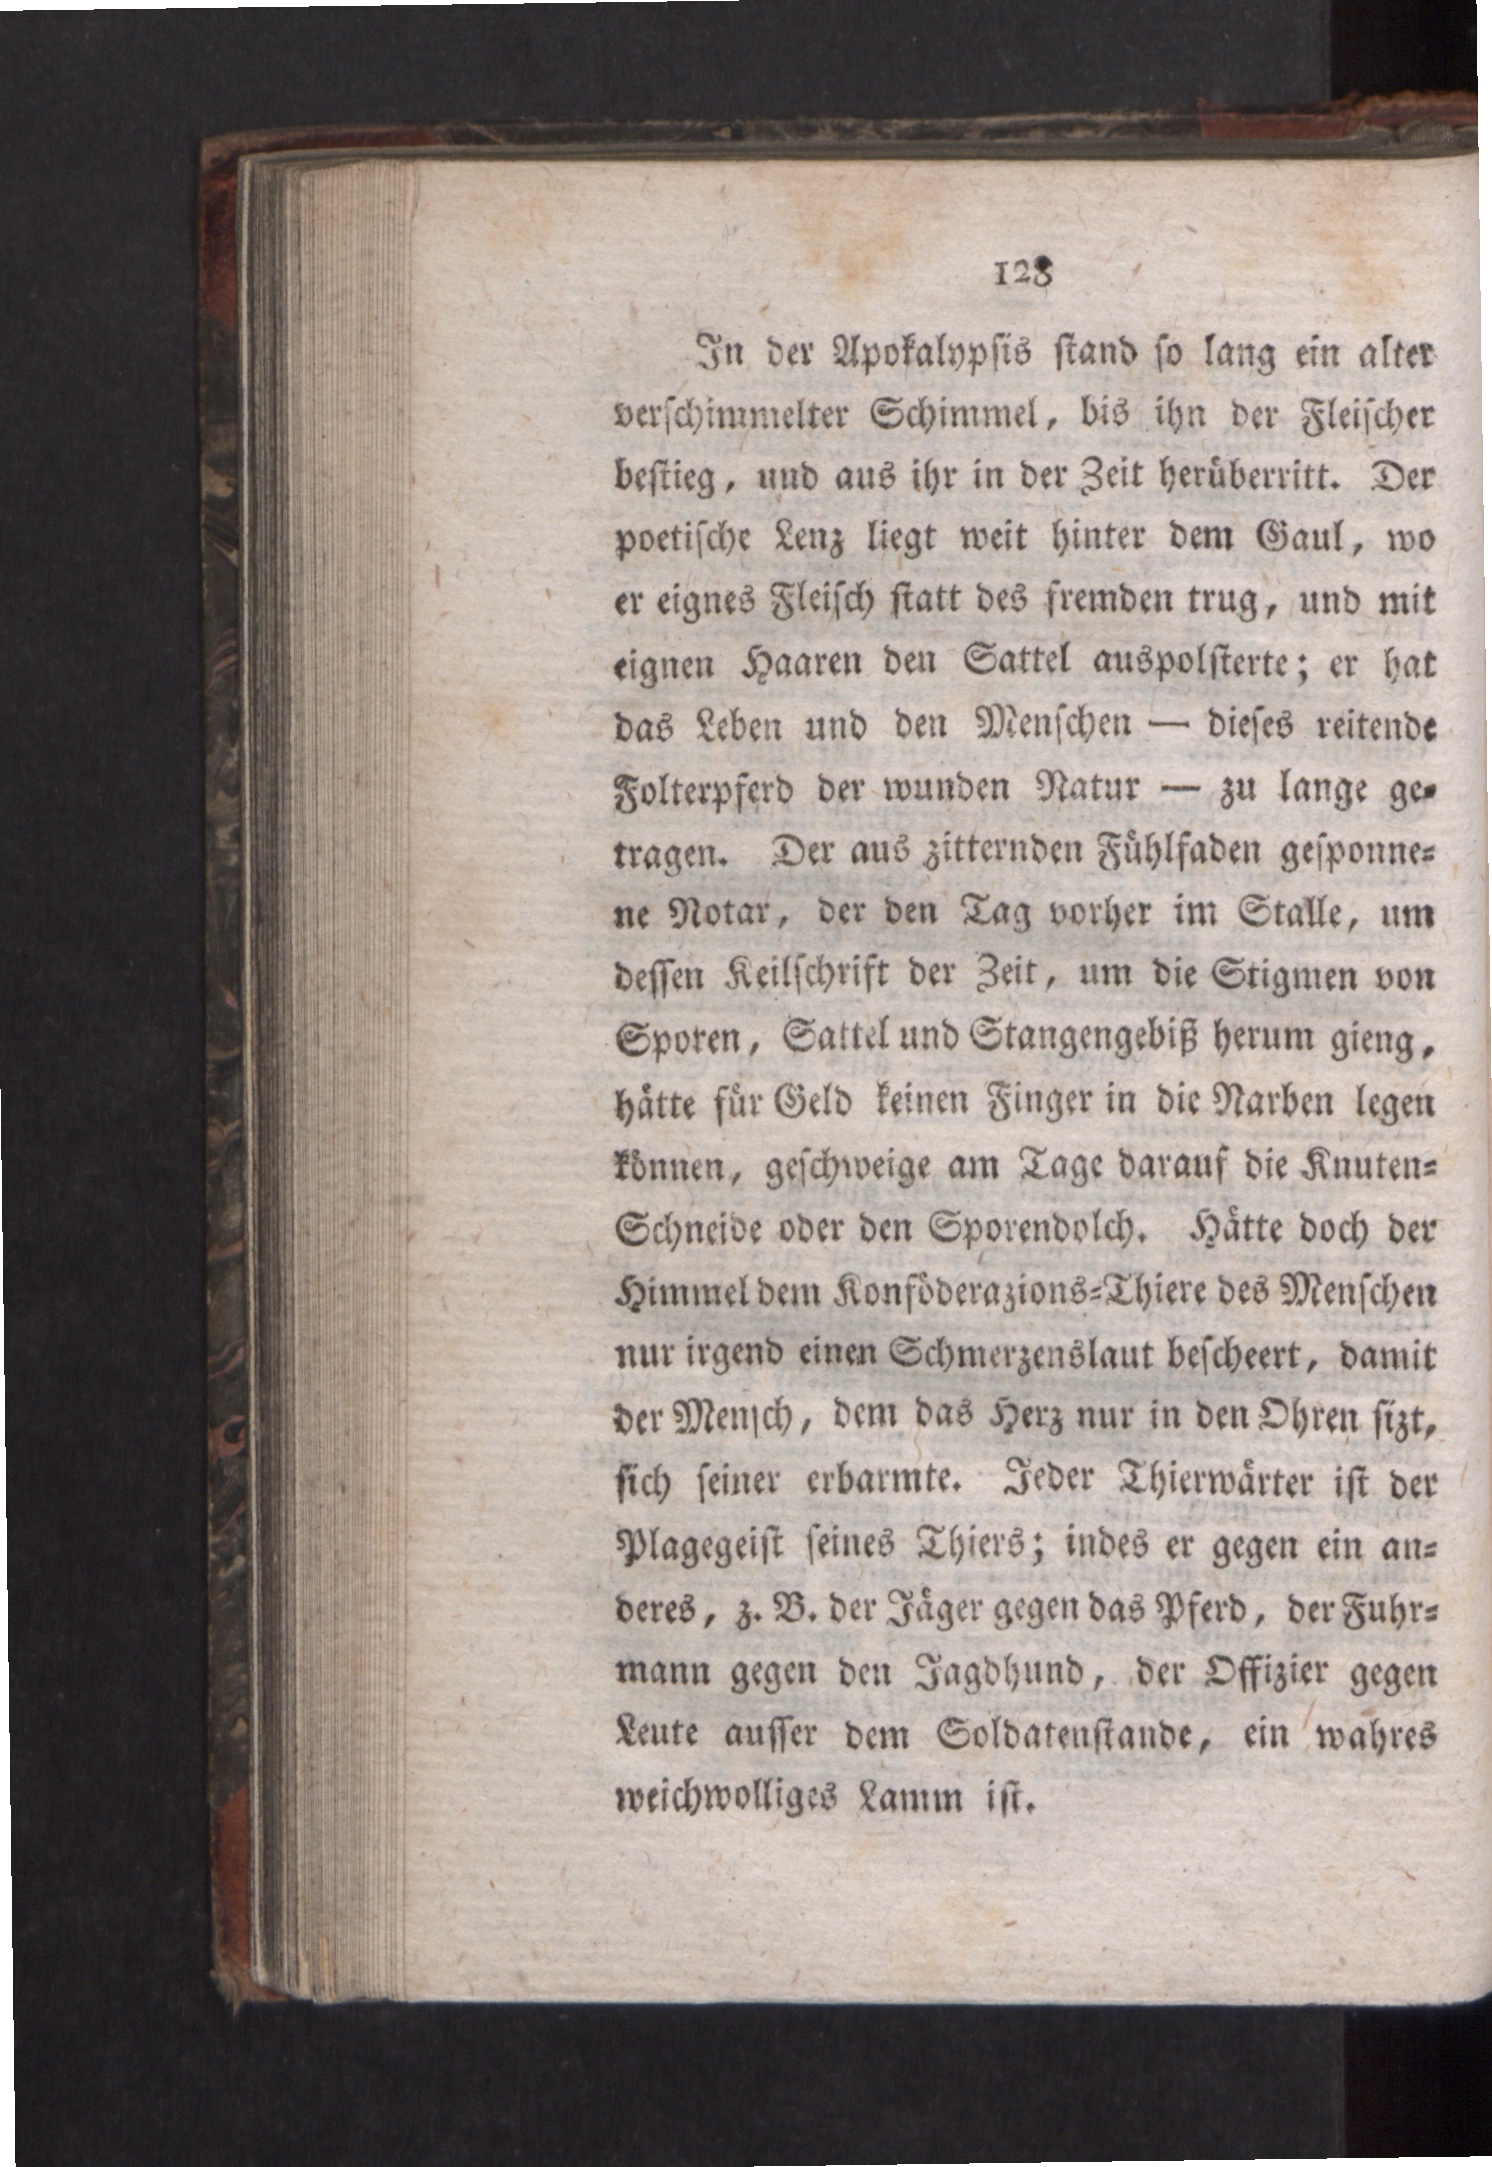 128
In der Apokalypſis ſtand ſo lang ein alter
verſchimmelter Schimmel, bis ihn der Fleiſcher
beſtieg, und aus ihr in der Zeit herüberritt. Der
poetiſche Lenz liegt weit hinter dem Gaul, wo
er eignes Fleiſch ſtatt des fremden trug, und mit
eignen Haaren den Sattel auspolſterte; er hat
das Leben und den Menſchen — dieſes reitende
Folterpferd der wunden Natur — zu lange ge-
tragen. Der aus zitternden Fühlfaden geſponne-
ne Notar, der den Tag vorher im Stalle, um
deſſen Keilſchrift der Zeit, um die Stigmen von
Sporen, Sattel und Stangengebiß herum gieng,
hätte für Geld keinen Finger in die Narben legen
können, geſchweige am Tage darauf die Knuten-
Schneide oder den Sporendolch. Hätte doch der
Himmel dem Konföderazions-Thiere des Menſchen
nur irgend einen Schmerzenslaut beſcheert, damit
der Menſch, dem das Herz nur in den Ohren ſizt,
ſich ſeiner erbarmte. Jeder Thierwärter iſt der
Plagegeiſt ſeines Thiers; indes er gegen ein an-
deres, z. B. der Jäger gegen das Pferd, der Fuhr-
mann gegen den Jagdhund, der Offizier gegen
Leute auſſer dem Soldatenſtande, ein wahres
weichwolliges Lamm iſt.